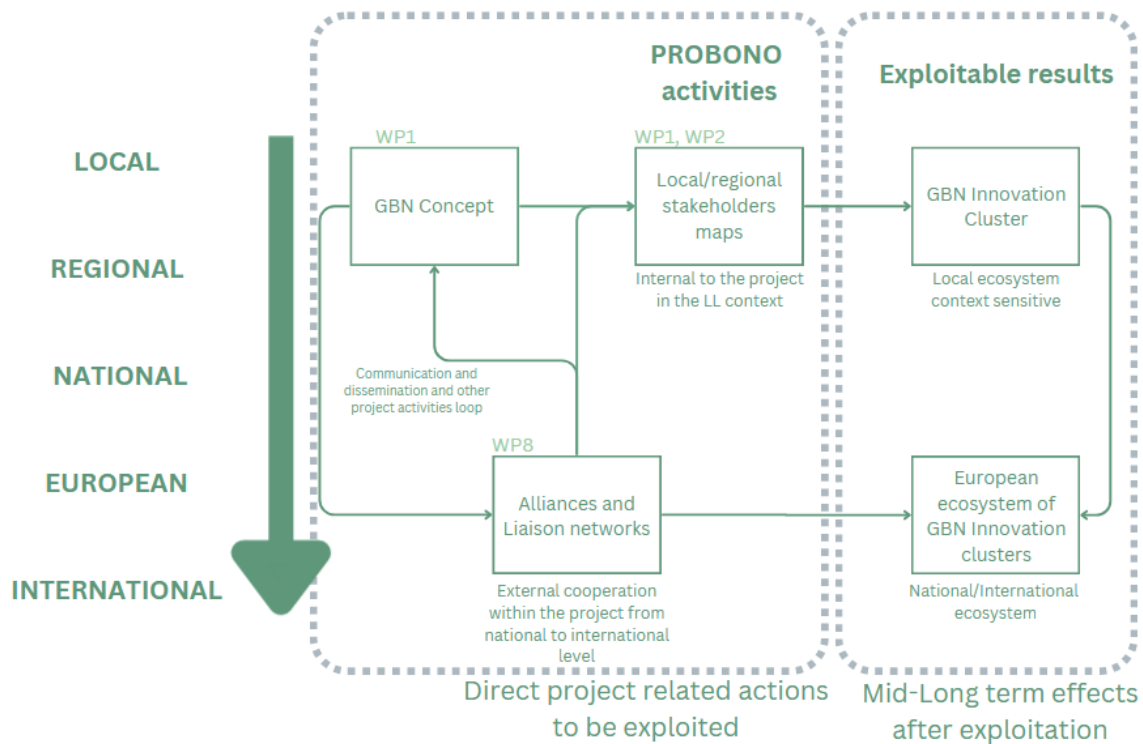 PROBONO
activities
Exploitable results
LOCAL
REGIONAL
NATIONAL
EUROPEAN
INTERNATIONAL
WP1
GBN Concept
WP1, WP2
Local/regional
stakeholders
maps
Internal to the project
in the LL context
GBN Innovation
Cluster
Local ecosystem
context sensitive
Communication and
dissemination and other
project activities loop
WP8
Alliances and
Liaison networks
External cooperation
within the project from
national to international
level
European
ecosystem of
GBN Innovation
clusters
National/International
ecosystem
Direct project related actions
to be exploited
Mid-Long term effects
after exploitation